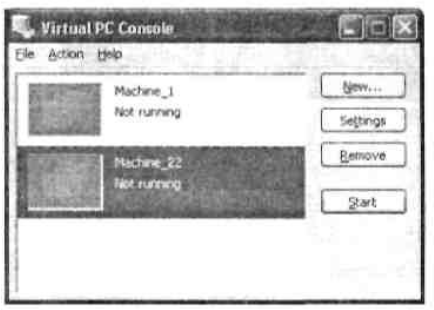 Virtual PC Console
File Action Help
Machine_1
Not running
Machine_22
Not running
New...
Settings
Remove
Start